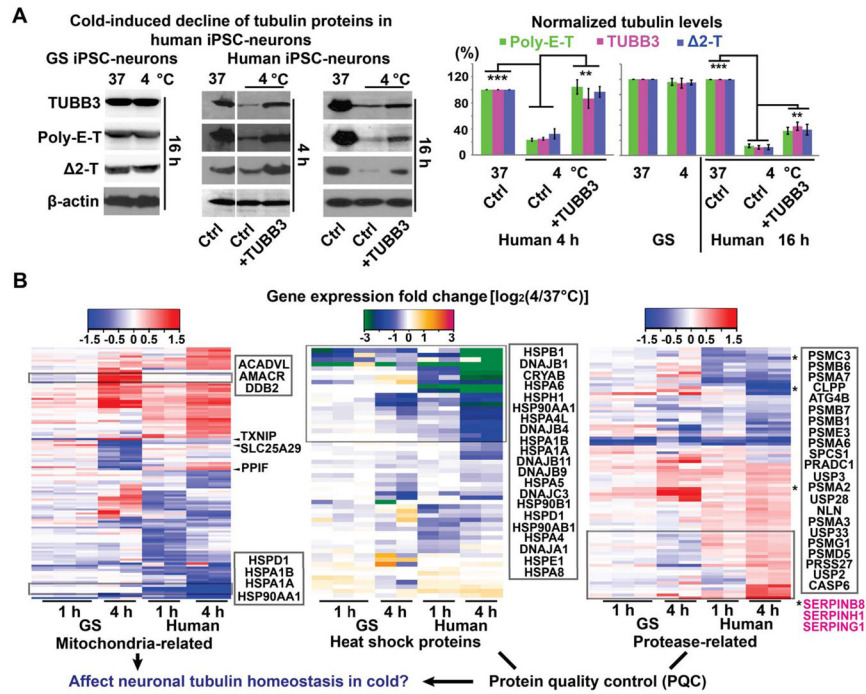 A
Cold-induced decline of tubulin proteins in
human iPSC-neurons
GS iPSC-neurons
Human iPSC-neurons
37 4 °C
37 4 °C
37 4 °C
TUBB3
Poly-E-T
Δ2-T
β-actin
16 h
4 h
16 h
Ctrl Ctrl +TUBB3
Ctrl Ctrl +TUBB3
Normalized tubulin levels
Poly-E-T TUBB3 Δ2-T
(%)
120
80
40
0
*** **
*** **
37 4 °C
Ctrl Ctrl +TUBB3
37 4
37 4 °C
Ctrl Ctrl +TUBB3
Human 4 h GS Human 16 h
B
Gene expression fold change [log2(4/37°C)]
-1.5 -0.5 0 0.5 1.5
-3 -1 0 1 3
-1.5 -0.5 0 0.5 1.5
ACADVL
AMACR
DDB2
TXNIP
SLC25A29
PPIF
HSPD1
HSPA1B
HSPA1A
HSP90AA1
1 h 4 h 1 h 4 h
GS Human
Mitochondria-related
HSPB1
DNAJB1
CRYAB
HSPA6
HSPH1
HSP90AA1
HSPA4L
DNAJB4
HSPA1B
HSPA1A
DNAJB11
DNAJB9
HSPA5
DNAJC3
HSP90B1
HSPD1
HSP90AB1
HSPA4
DNAJA1
HSPE1
HSPA8
1 h 4 h 1 h 4 h
GS Human
Heat shock proteins
* PSMC3
PSMB6
PSMA7
* CLPP
ATG4B
PSMB7
PSMB1
PSME3
PSMA6
SPCS1
PRADC1
USP3
* PSMA2
USP28
NLN
PSMA3
USP33
PSMG1
PSMD5
PRSS27
USP2
CASP6
*SERPINB8
SERPINH1
SERPING1
1 h 4 h 1 h 4 h
GS Human
Protease-related
Affect neuronal tubulin homeostasis in cold?
Protein quality control (PQC)